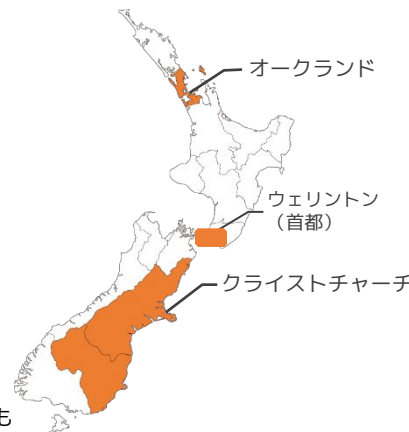 オークランド
ウェリントン
（首都）
クライストチャーチ
も